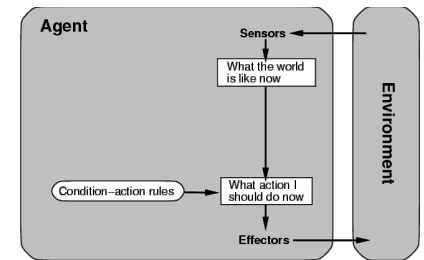 Agent
Sensors
What the world
is like now
Environment
Condition–action rules
What action I
should do now
Effectors